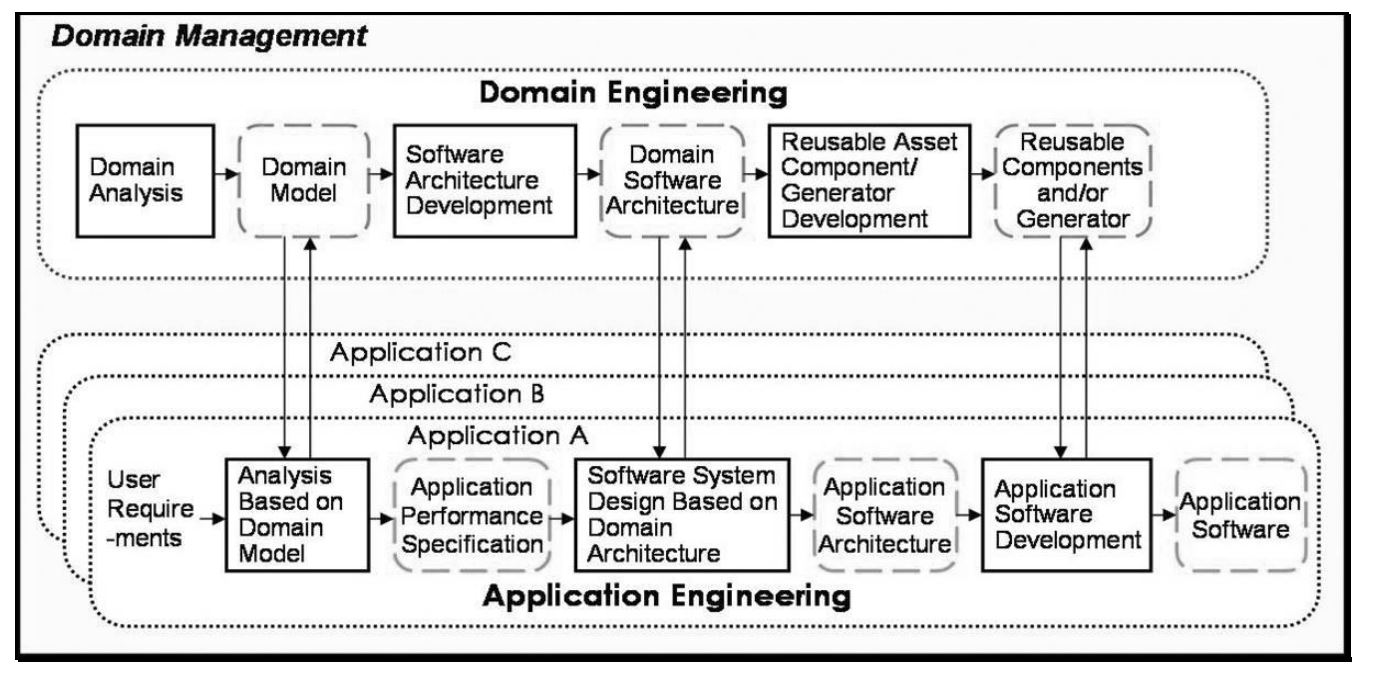 Domain Management
Domain Engineering
Domain
Analysis
Domain
Model
Software
Architecture
Development
Domain
Software
Architecture
Reusable Asset
Component/
Generator
Development
Reusable
Components
and/or
Generator
Application C
Application B
Application A
User
Require
-ments
Analysis
Based on
Domain
Model
Application
Performance
Specification
Software System
Design Based on
Domain
Architecture
Application
Software
Architecture
Application
Software
Development
Application
Software
Application Engineering